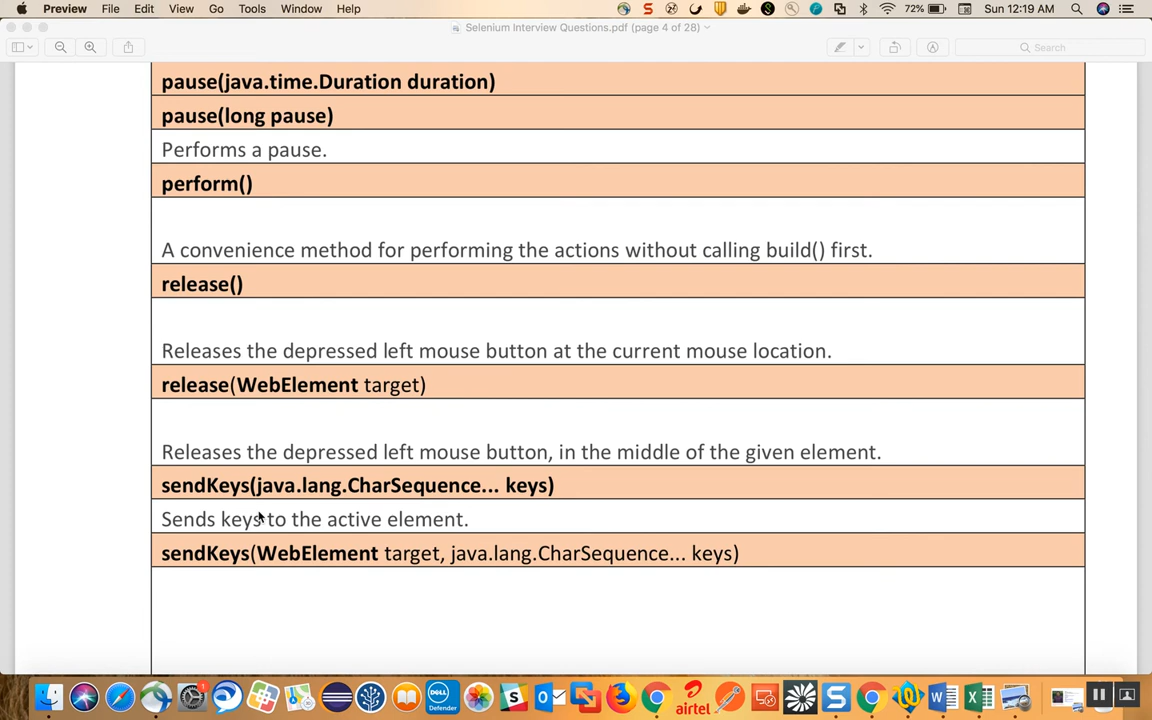 Preview File Edit View Go Tools Window Help 72% Sun 12:19 AM
Selenium Interview Questions.pdf (page 4 of 28)
Search
pause(java.time.Duration duration)
pause(long pause)
Performs a pause.
perform()
A convenience method for performing the actions without calling build() first.
release()
Releases the depressed left mouse button at the current mouse location.
release(WebElement target)
Releases the depressed left mouse button, in the middle of the given element.
sendKeys(java.lang.CharSequence... keys)
Sends keys to the active element.
sendKeys(WebElement target, java.lang.CharSequence... keys)
DELL
Defender
airtel